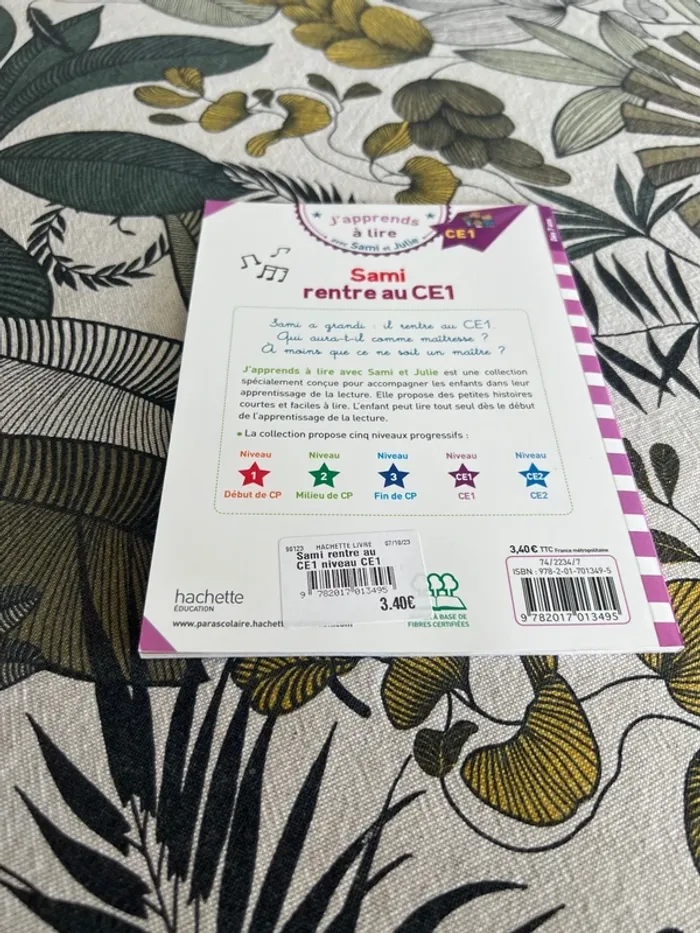 J'apprends
à lire
avec Sami et Julie
CE1
Dès 7 ans
Sami
rentre au CE1
Sami a grandi : il rentre au CE1.
Qui aura-t-il comme maîtresse ?
À moins que ce ne soit un maître ?
J'apprends à lire avec Sami et Julie est une collection
spécialement conçue pour accompagner les enfants dans leur
apprentissage de la lecture. Elle propose des petites histoires
courtes et faciles à lire. L'enfant peut lire tout seul dès le début
de l'apprentissage de la lecture.
• La collection propose cinq niveaux progressifs :
Niveau Niveau Niveau Niveau Niveau
1 2 3 CE1 CE2
Début de CP Milieu de CP Fin de CP CE1 CE2
80123 HACHETTE LIVRE 07/10/23
Sami rentre au
CE1 niveau CE1
9 782017 013495
3.40€
hachette
ÉDUCATION
www.parascolaire.hachet
À BASE DE
FIBRES CERTIFIÉES
3,40 € TTC France métropolitaine
74/2234/7
ISBN : 978-2-01-701349-5
9 782017 013495